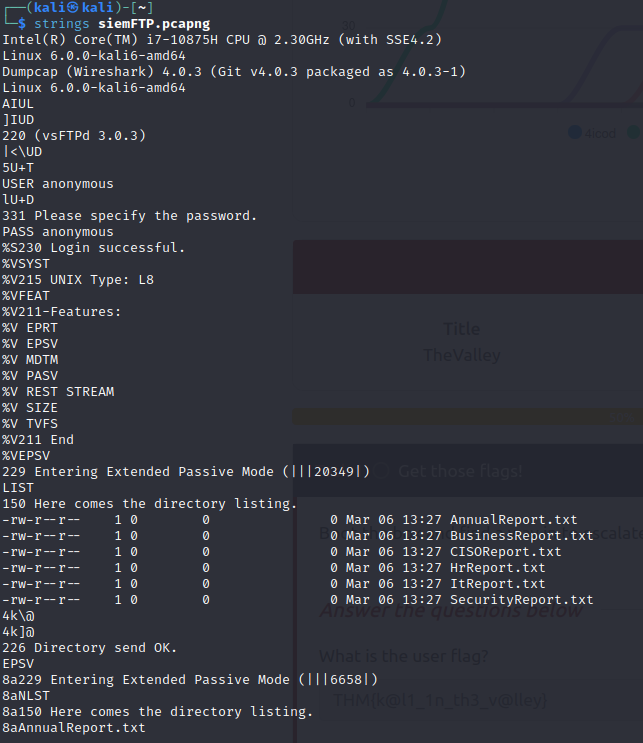 ┌──(kali㉿kali)-[~]
└─$ strings siemFTP.pcapng
Intel(R) Core(TM) i7-10875H CPU @ 2.30GHz (with SSE4.2)
Linux 6.0.0-kali6-amd64
Dumpcap (Wireshark) 4.0.3 (Git v4.0.3 packaged as 4.0.3-1)
Linux 6.0.0-kali6-amd64
AIUL
]IUD
220 (vsFTPd 3.0.3)
|<\UD
5U+T
USER anonymous
lU+D
331 Please specify the password.
PASS anonymous
%S230 Login successful.
%VSYST
%V215 UNIX Type: L8
%VFEAT
%V211-Features:
%V EPRT
%V EPSV
%V MDTM
%V PASV
%V REST STREAM
%V SIZE
%V TVFS
%V211 End
%VEPSV
229 Entering Extended Passive Mode (|||20349|)
LIST
150 Here comes the directory listing.
-rw-r--r-- 1 0 0 0 Mar 06 13:27 AnnualReport.txt
-rw-r--r-- 1 0 0 0 Mar 06 13:27 BusinessReport.txt
-rw-r--r-- 1 0 0 0 Mar 06 13:27 CISOReport.txt
-rw-r--r-- 1 0 0 0 Mar 06 13:27 HrReport.txt
-rw-r--r-- 1 0 0 0 Mar 06 13:27 ItReport.txt
-rw-r--r-- 1 0 0 0 Mar 06 13:27 SecurityReport.txt
4k\@
4k]@
226 Directory send OK.
EPSV
8a229 Entering Extended Passive Mode (|||6658|)
8aNLST
8a150 Here comes the directory listing.
8aAnnualReport.txt
30
0
Title
TheValley
Get those flags!
Answer the questions below
What is the user flag?
THM{k@l1_1n_th3_v@lley}